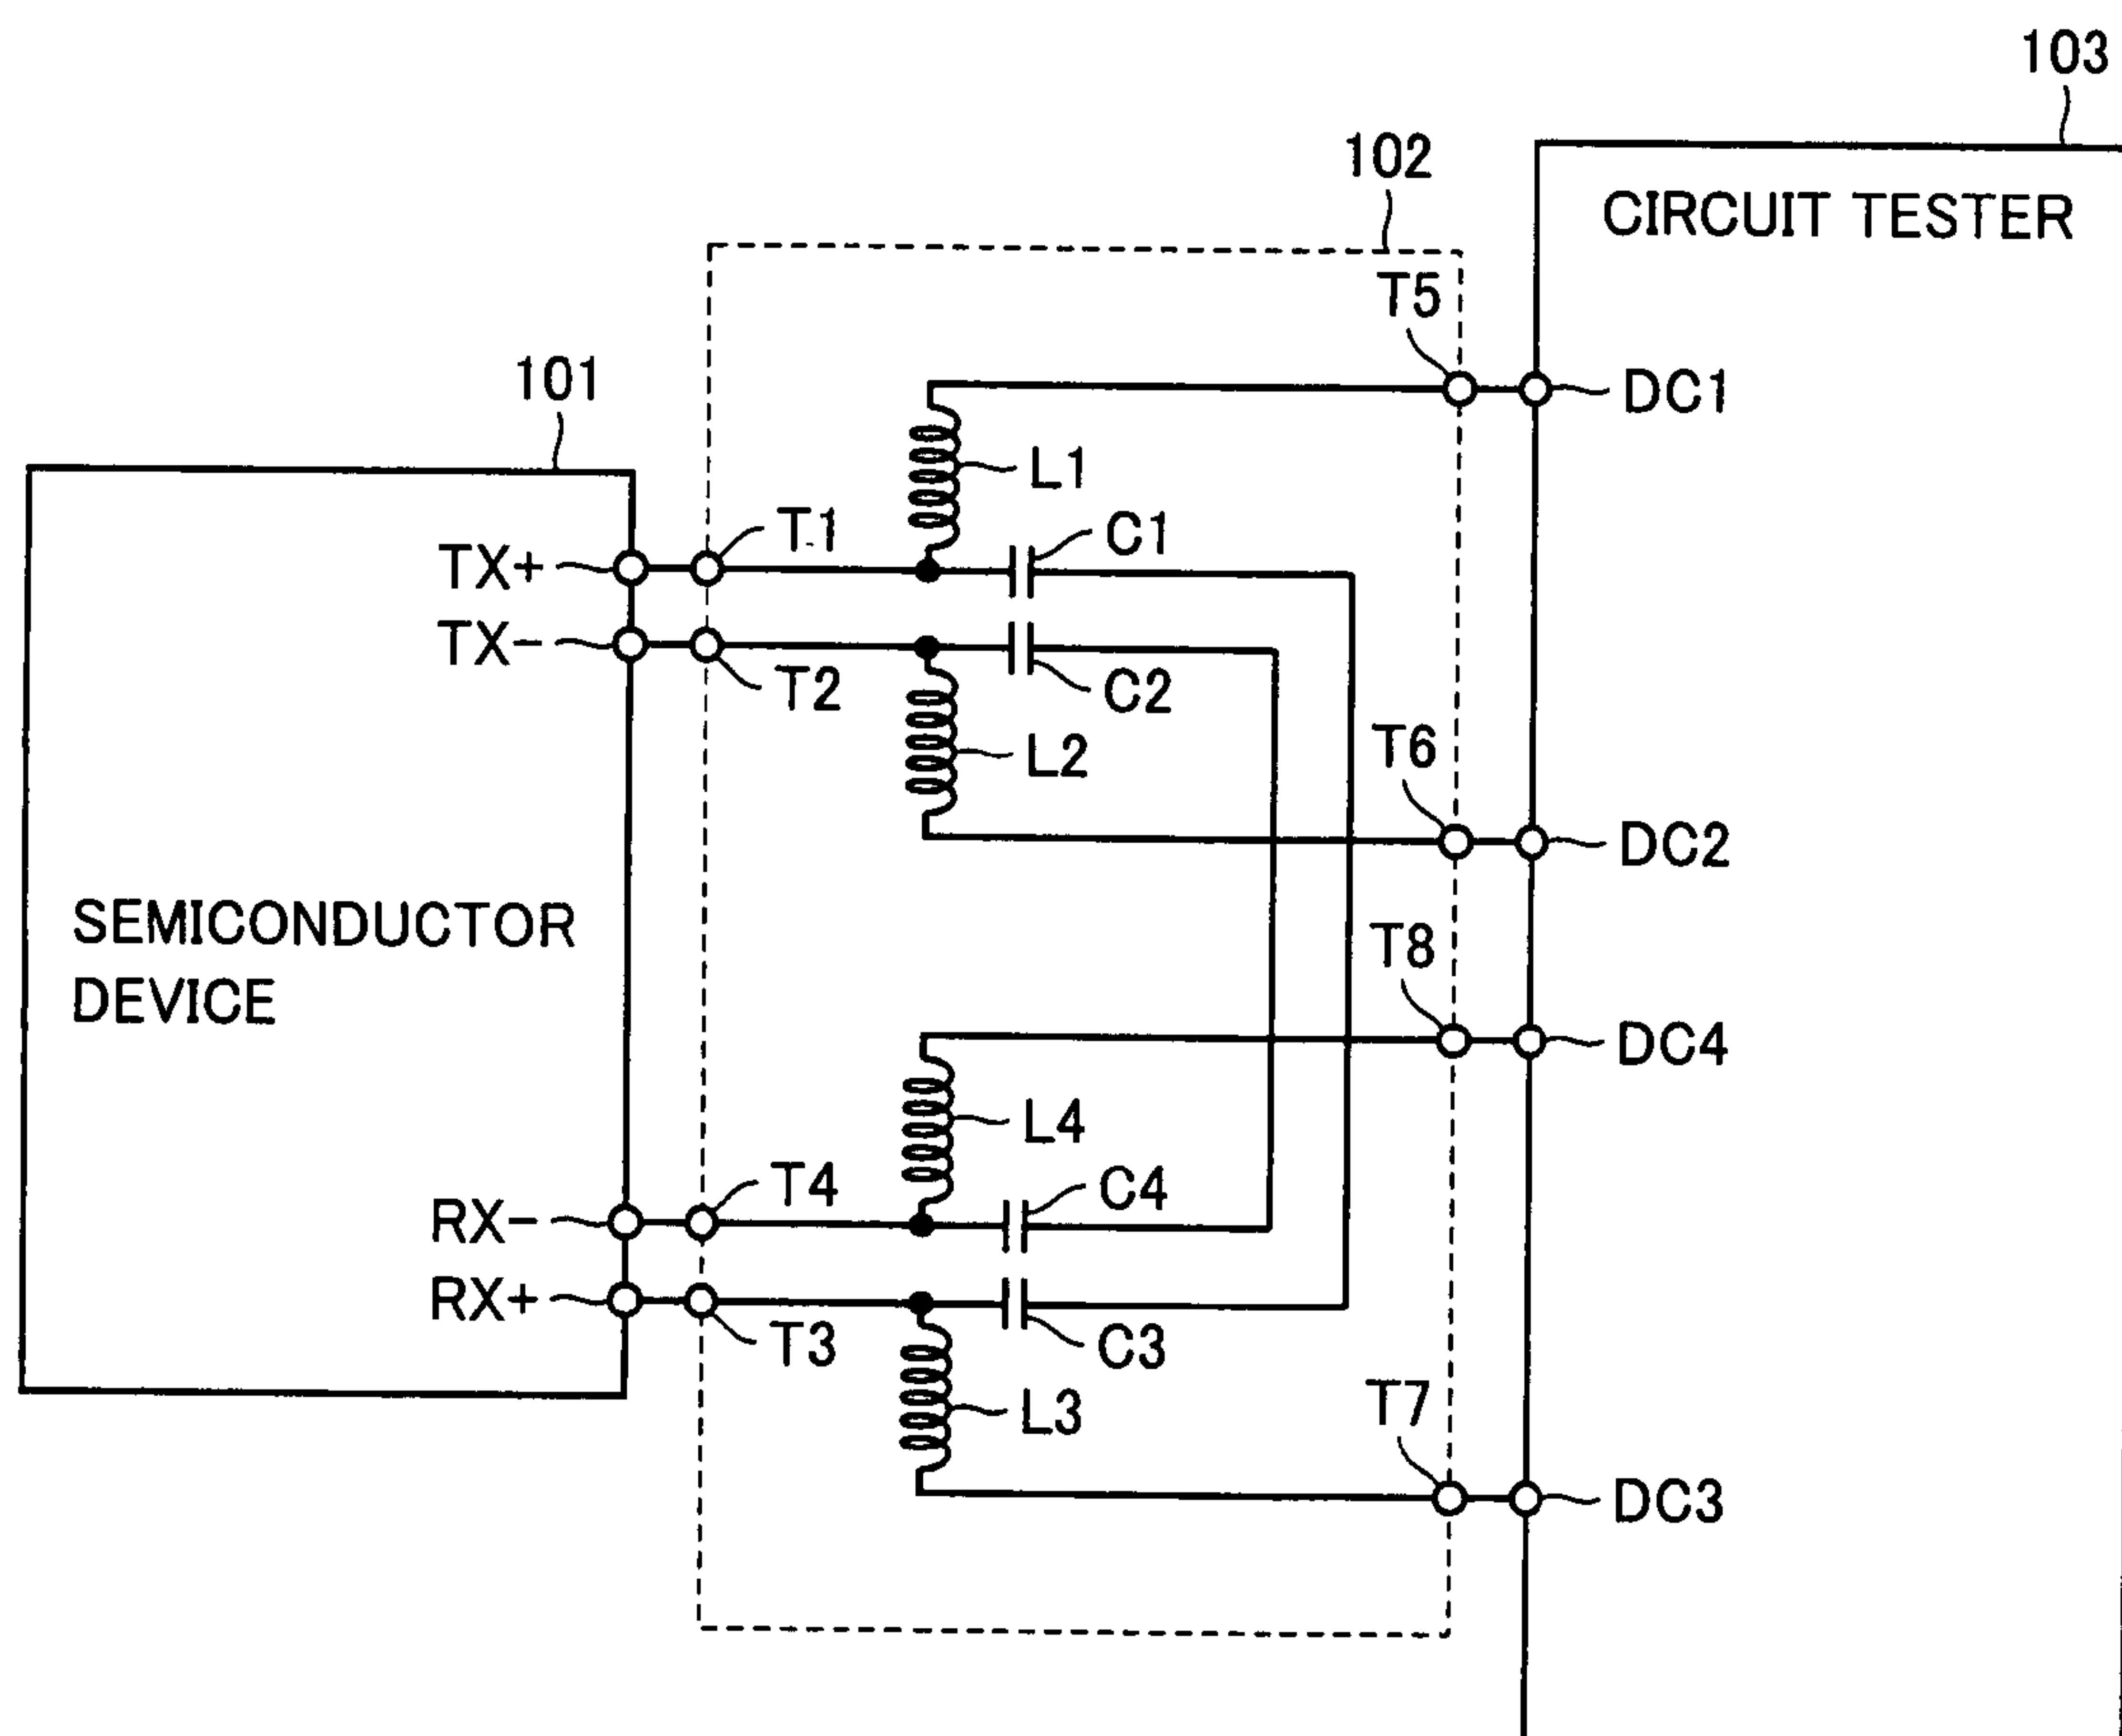 103
102
CIRCUIT TESTER
T5
101
DC1
L1
T1
C1
TX+
TX-
T2
C2
T6
L2
DC2
SEMICONDUCTOR
DEVICE
T8
DC4
L4
T4
C4
RX-
RX+
T3
C3
T7
L3
DC3